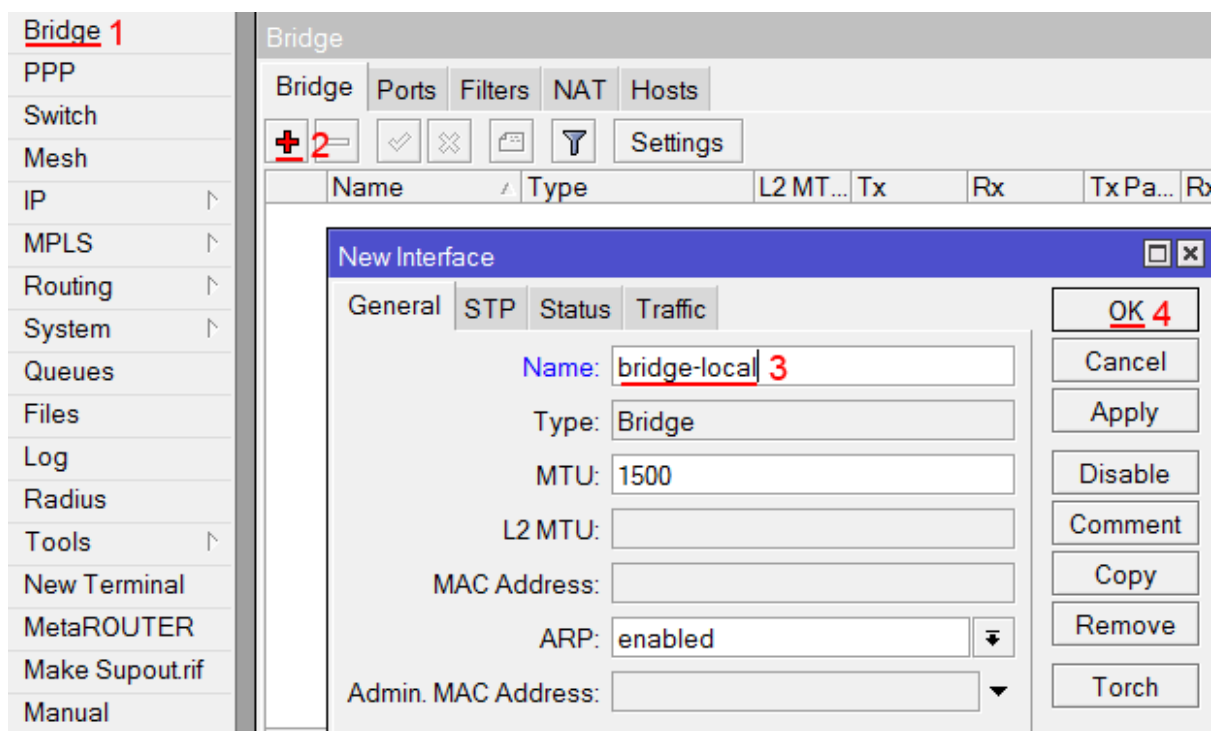 Bridge 1
PPP
Switch
Mesh
IP
MPLS
Routing
System
Queues
Files
Log
Radius
Tools
New Terminal
MetaROUTER
Make Supout.rif
Manual
Bridge
Bridge Ports Filters NAT Hosts
2 Settings
Name Type L2 MT... Tx Rx Tx Pa... Rx
New Interface
General STP Status Traffic
Name: bridge-local 3
Type: Bridge
MTU: 1500
L2 MTU:
MAC Address:
ARP: enabled
Admin. MAC Address:
OK 4
Cancel
Apply
Disable
Comment
Copy
Remove
Torch